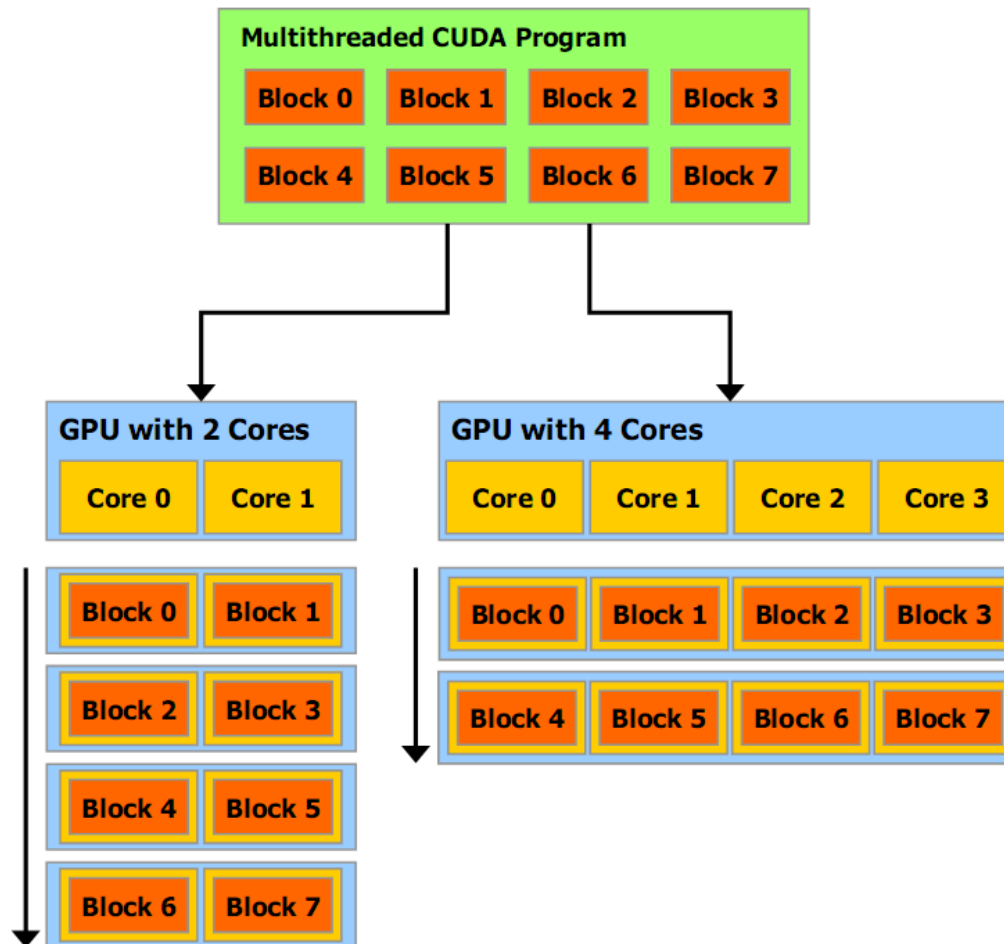 Multithreaded CUDA Program
Block 0 Block 1 Block 2 Block 3
Block 4 Block 5 Block 6 Block 7
GPU with 2 Cores
Core 0 Core 1
Block 0 Block 1
Block 2 Block 3
Block 4 Block 5
Block 6 Block 7
GPU with 4 Cores
Core 0 Core 1 Core 2 Core 3
Block 0 Block 1 Block 2 Block 3
Block 4 Block 5 Block 6 Block 7